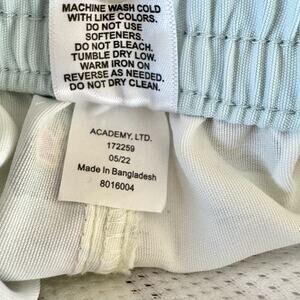 MACHINE WASH COLD
WITH LIKE COLORS.
DO NOT USE
SOFTENERS.
DO NOT BLEACH.
TUMBLE DRY LOW.
WARM IRON ON
REVERSE AS NEEDED.
DO NOT DRY CLEAN.
ACADEMY, LTD.
172259
05/22
Made In Bangladesh
8016004